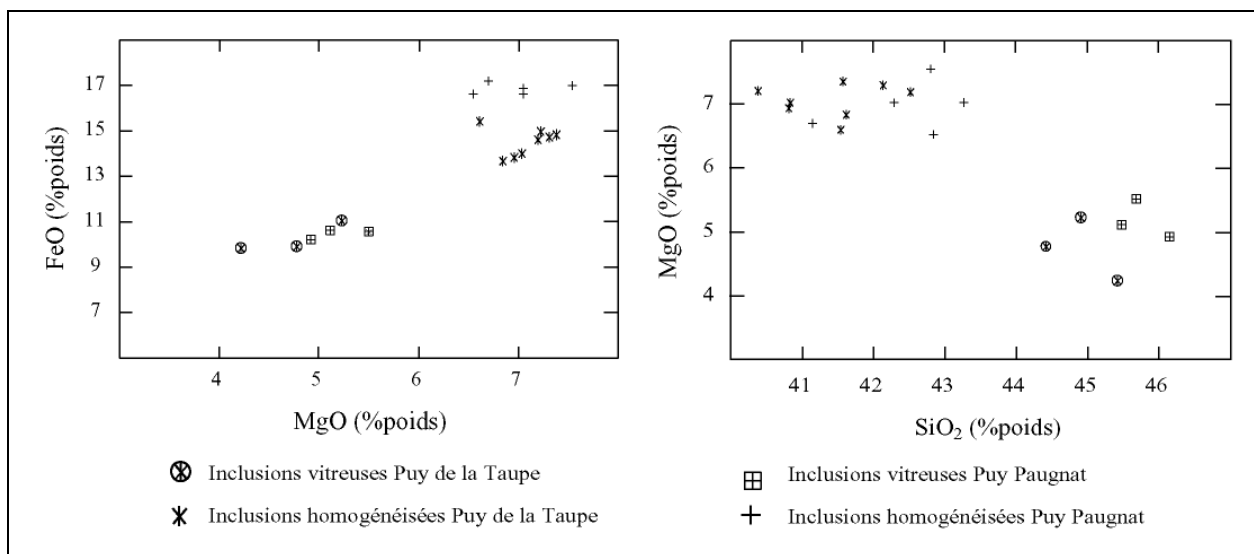 17
15
13
11
9
7
FeO (%poids)
4
5
6
7
MgO (%poids)
7
6
5
4
MgO (%poids)
41
42
43
44
45
46
SiO2 (%poids)
Inclusions vitreuses Puy de la Taupe
Inclusions homogénéisées Puy de la Taupe
Inclusions vitreuses Puy Paugnat
Inclusions homogénéisées Puy Paugnat